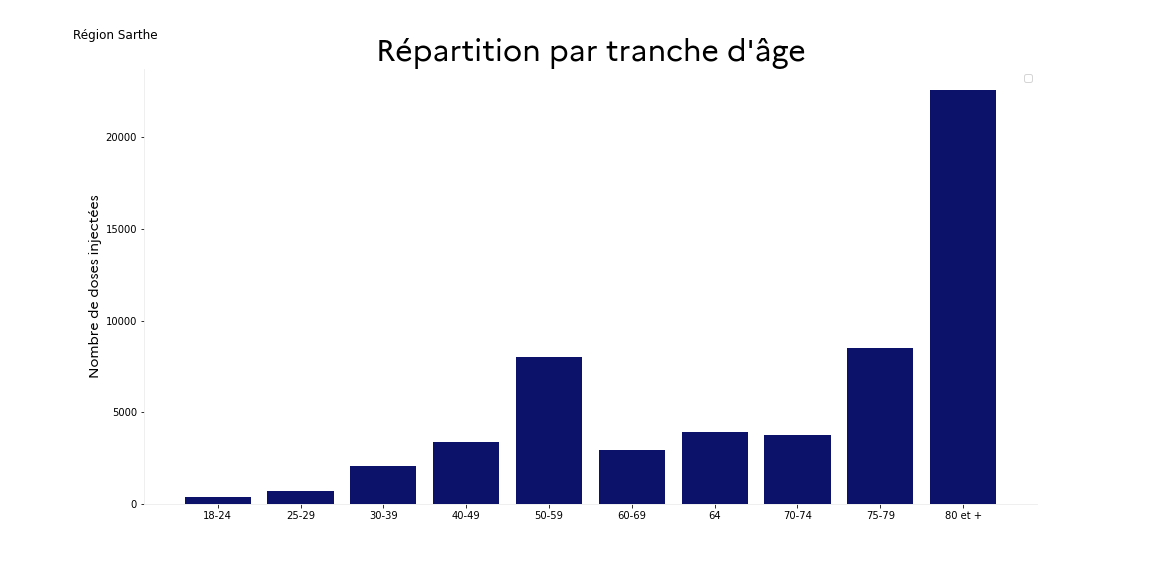 Région Sarthe
Répartition par tranche d'âge
Nombre de doses injectées
20000
15000
10000
5000
0
18-24 25-29 30-39 40-49 50-59 60-69 64 70-74 75-79 80 et +